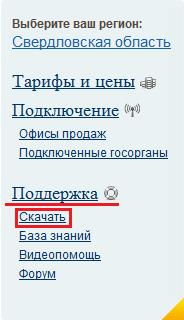 Выберите ваш регион:
Свердловская область
Тарифы и цены
Подключение
Офисы продаж
Подключенные госорганы
Поддержка
Скачать
База знаний
Видеопомощь
Форум